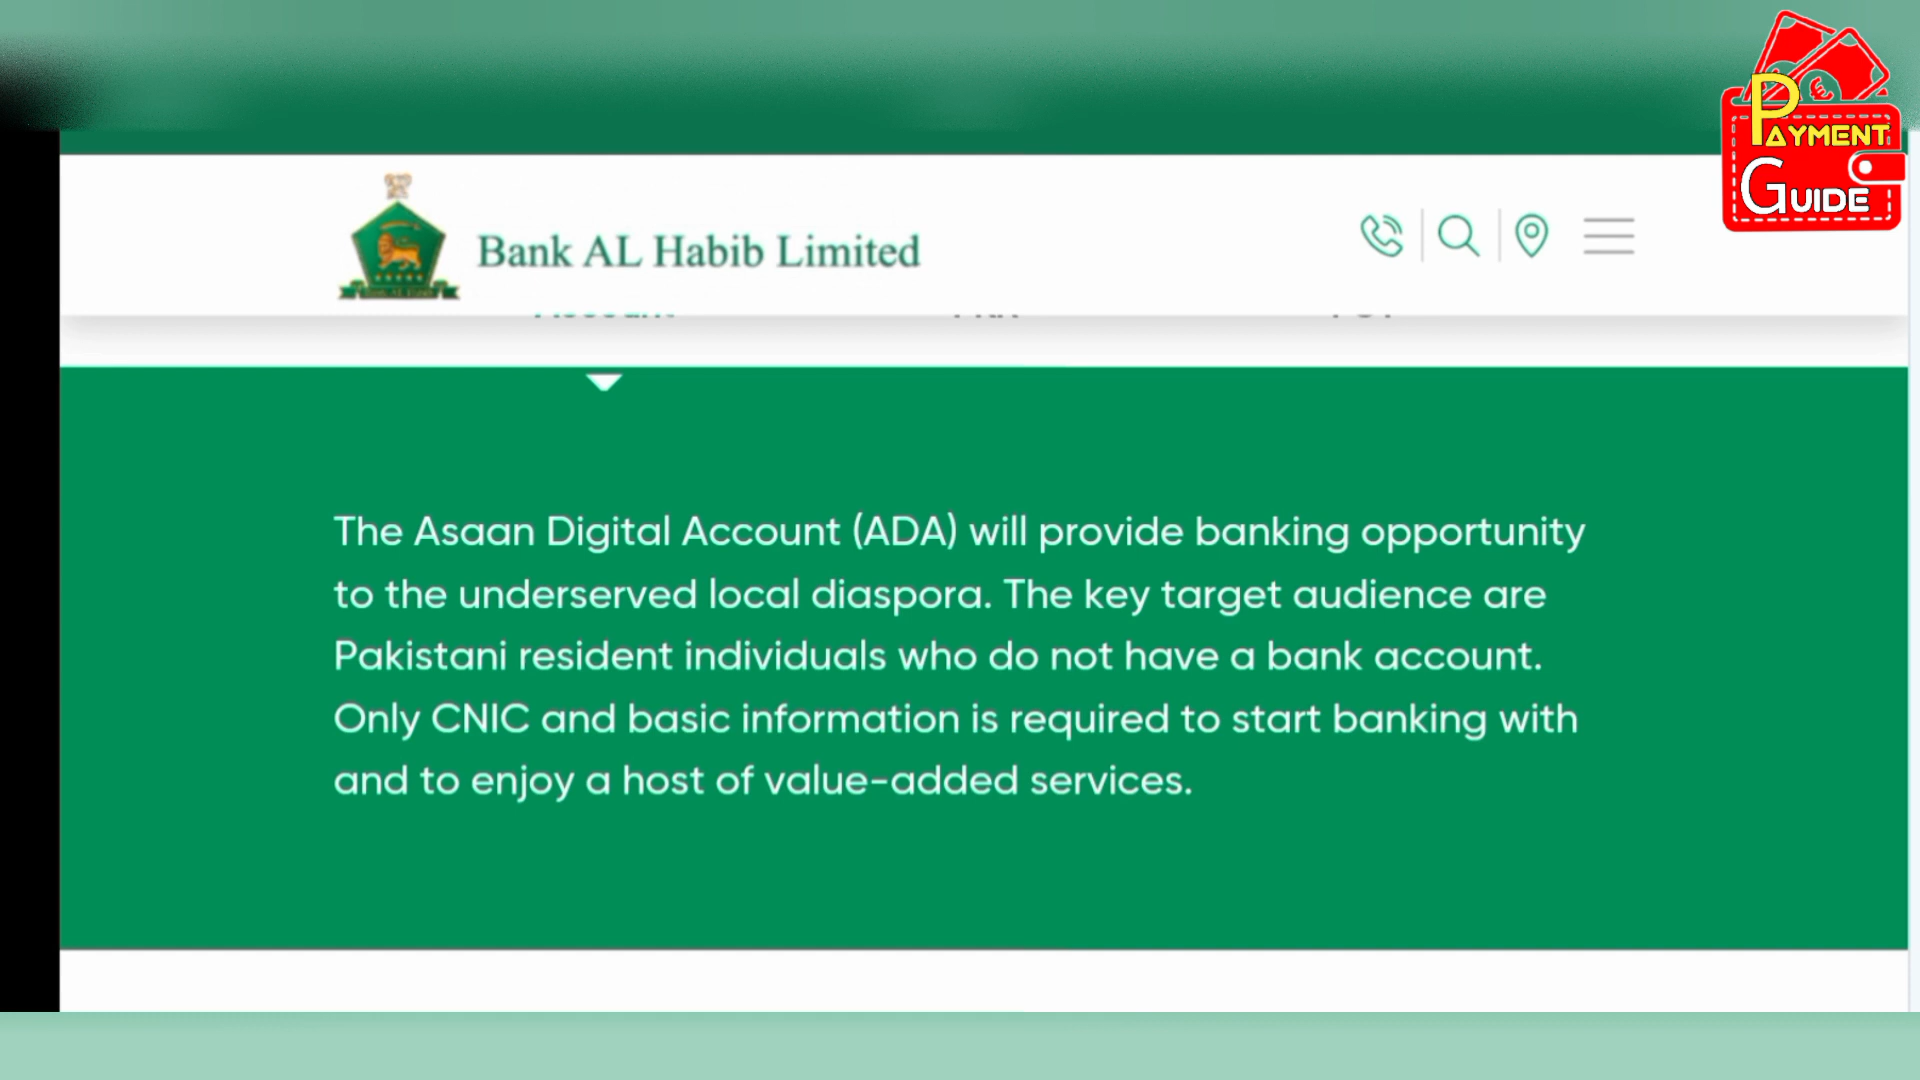 PAYMENT
GUIDE
Bank AL Habib Limited
The Asaan Digital Account (ADA) will provide banking opportunity
to the underserved local diaspora. The key target audience are
Pakistani resident individuals who do not have a bank account.
Only CNIC and basic information is required to start banking with
and to enjoy a host of value-added services.